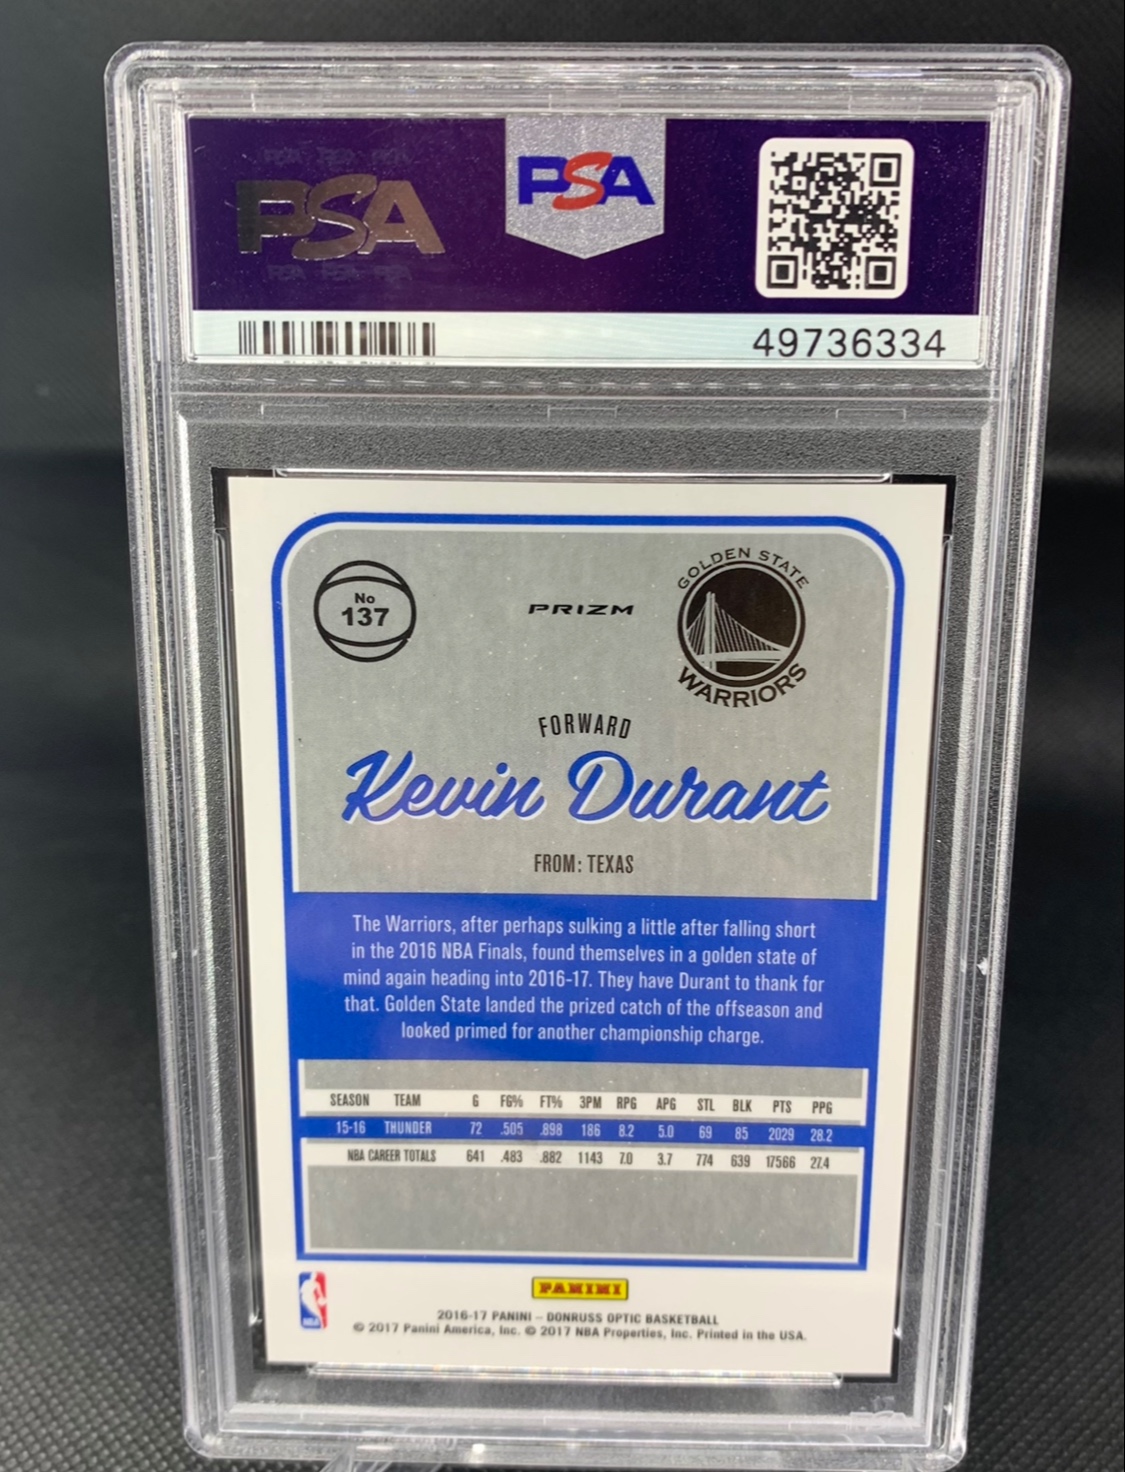 PSA
PSA
49736334
No
137
PRIZM
GOLDEN STATE
WARRIORS
FORWARD
Kevin Durant
FROM: TEXAS
The Warriors, after perhaps sulking a little after falling short
in the 2016 NBA Finals, found themselves in a golden state of
mind again heading into 2016-17. They have Durant to thank for
that. Golden State landed the prized catch of the offseason and
looked primed for another championship charge.
SEASON TEAM G FG% FT% 3PM RPG APG STL BLK PTS PPG
15-16 THUNDER 72 .505 .898 186 8.2 5.0 69 85 2029 28.2
NBA CAREER TOTALS 641 .483 .882 1143 7.0 3.7 774 639 17566 27.4
NBA
PANINI
2016-17 PANINI – DONRUSS OPTIC BASKETBALL
© 2017 Panini America, Inc. © 2017 NBA Properties, Inc. Printed in the USA.